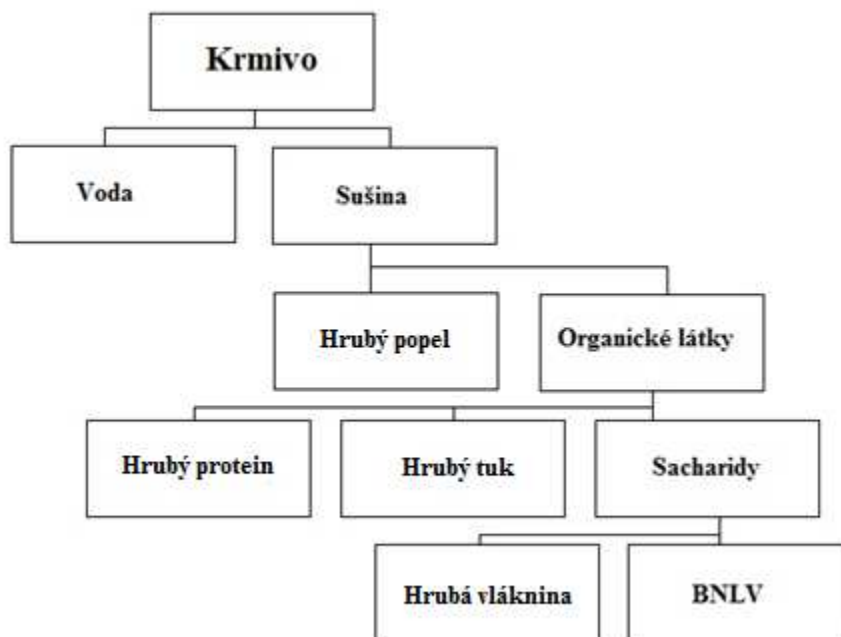 Krmivo
Voda
Sušina
Hrubý popel
Organické látky
Hrubý protein
Hrubý tuk
Sacharidy
Hrubá vláknina
BNLV